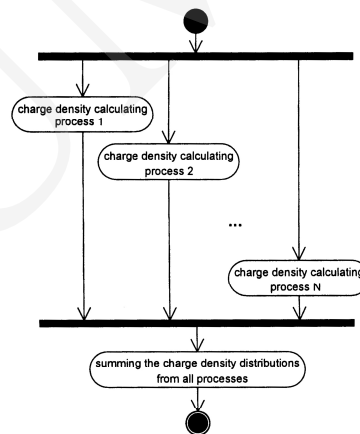 charge density calculating
process 1
charge density calculating
process 2
...
charge density calculating
process N
summing the charge density distributions
from all processes